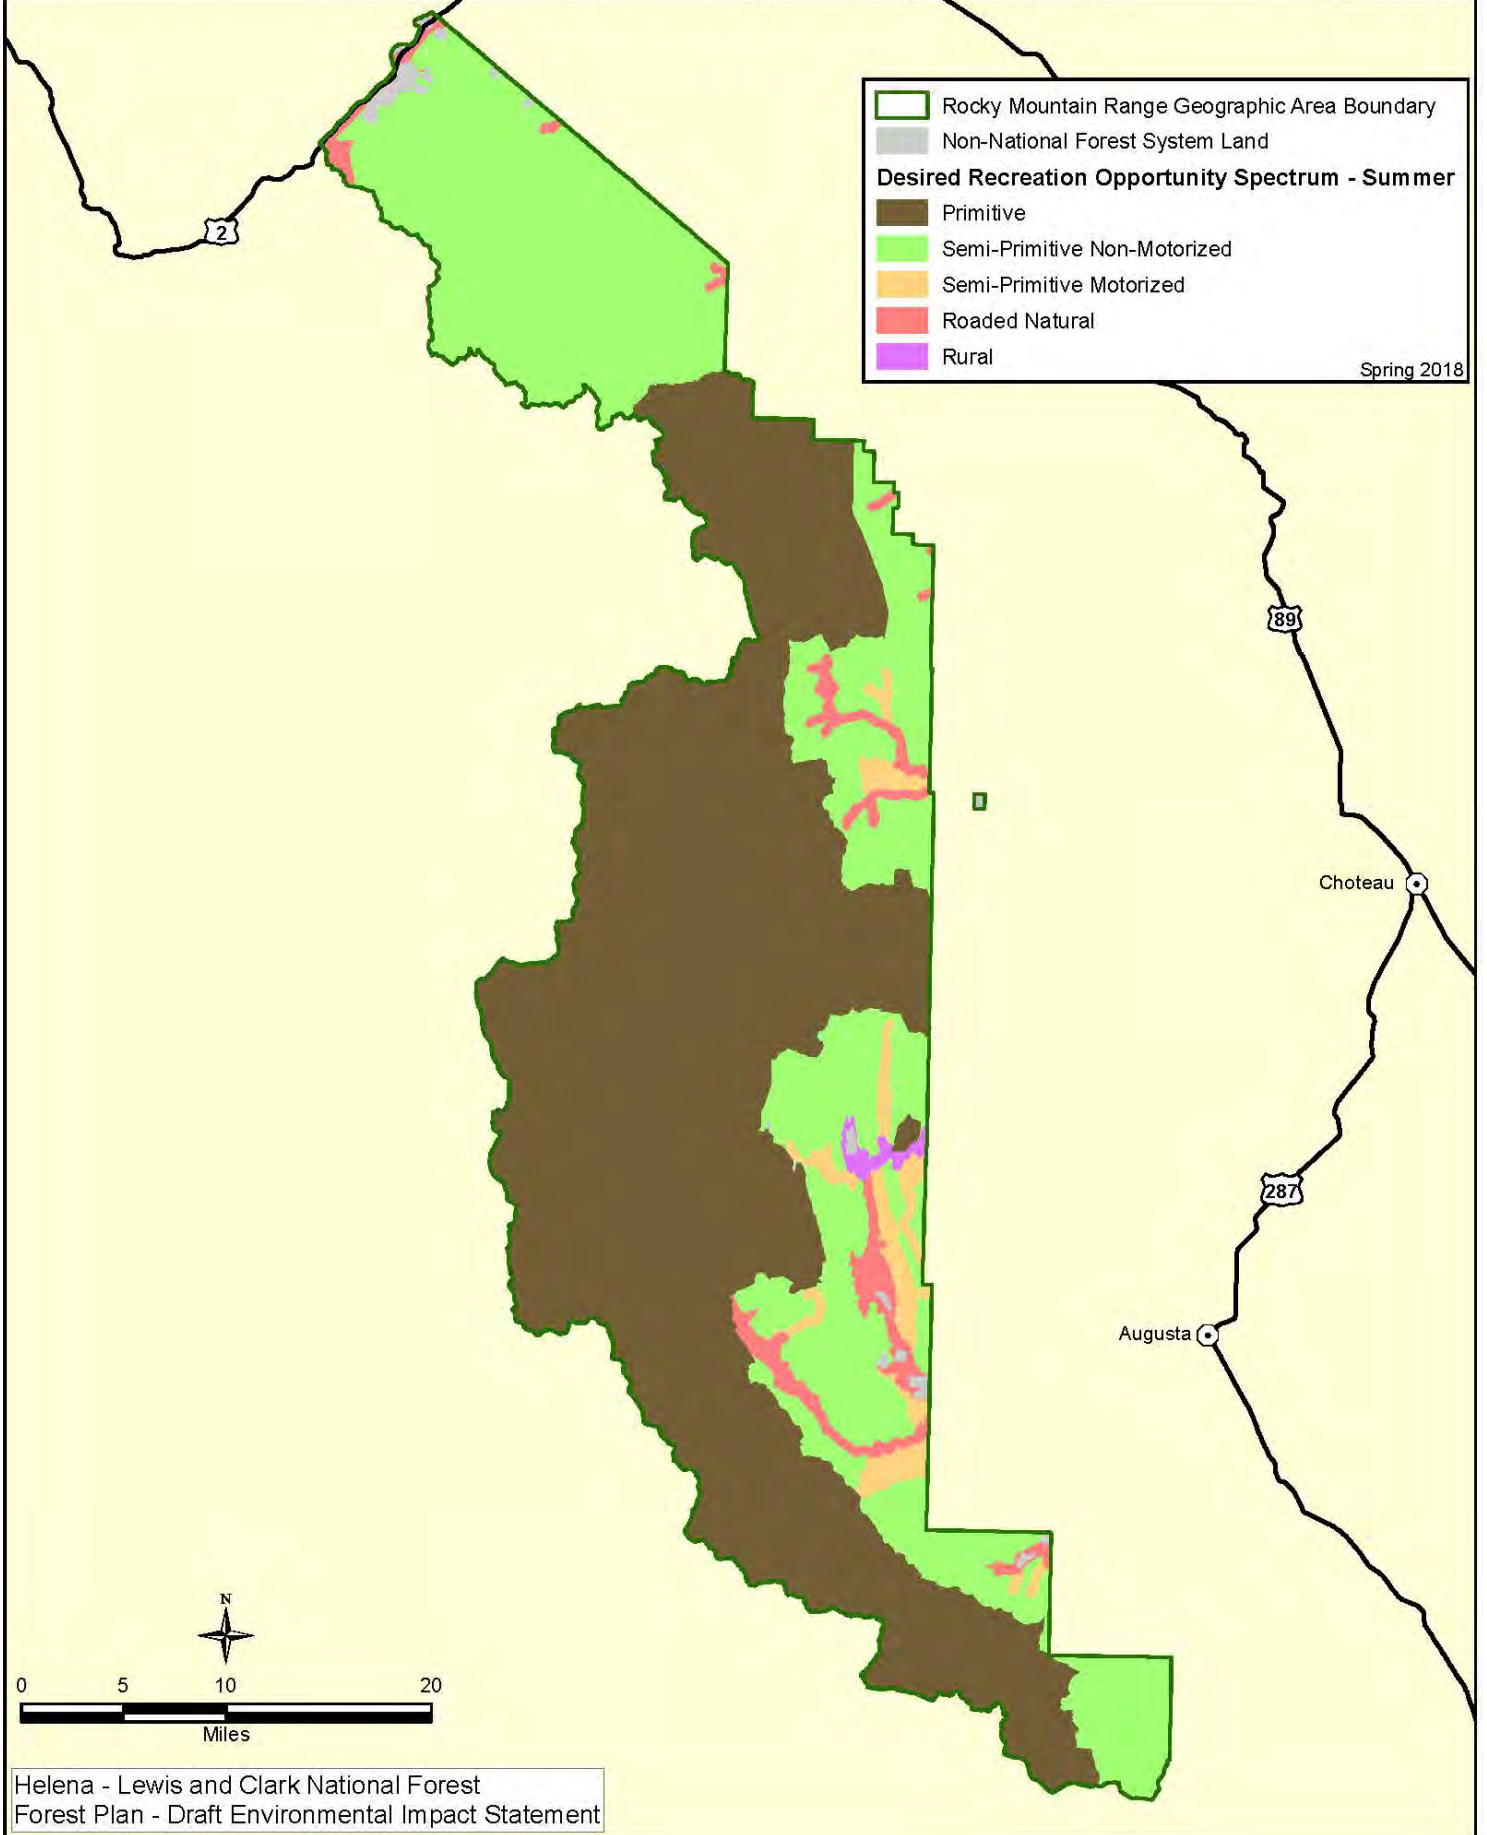 Rocky Mountain Range Geographic Area Boundary
Non-National Forest System Land
Desired Recreation Opportunity Spectrum - Summer
Primitive
Semi-Primitive Non-Motorized
Semi-Primitive Motorized
Roaded Natural
Rural
Spring 2018
2
89
Choteau
287
Augusta
N
0 5 10 20
Miles
Helena - Lewis and Clark National Forest
Forest Plan - Draft Environmental Impact Statement